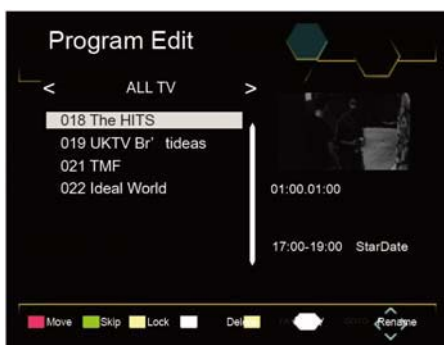 Program Edit
< ALL TV >
018 The HITS
019 UKTV Br' tideas
021 TMF
022 Ideal World
01:00.01:00
17:00-19:00 StarDate
Move Skip Lock Dele Rename